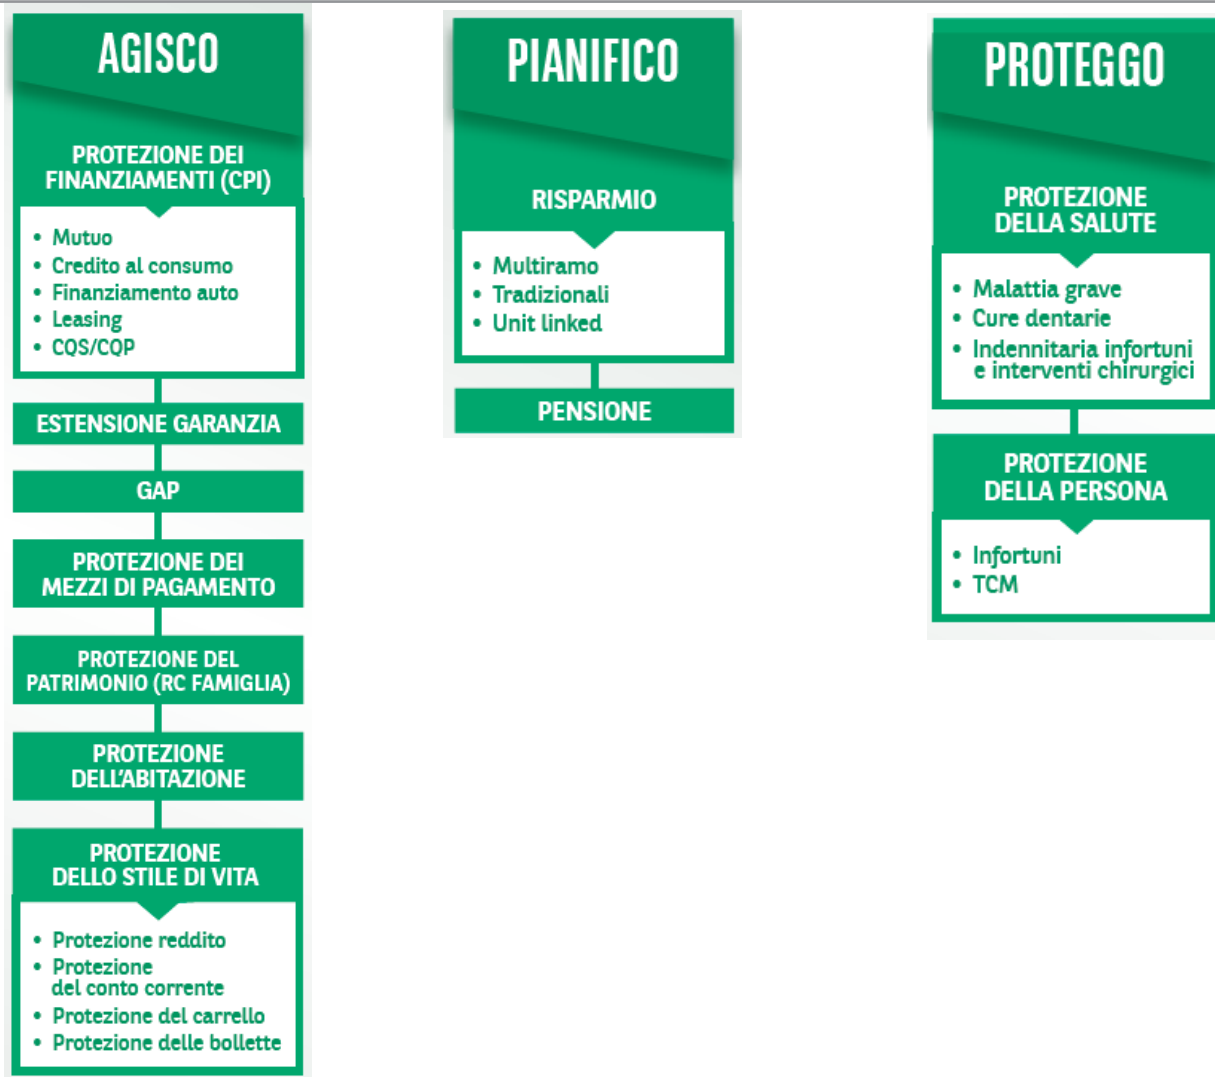 AGISCO
PROTEZIONE DEI
FINANZIAMENTI (CPI)
• Mutuo
• Credito al consumo
• Finanziamento auto
• Leasing
• CQS/CQP
ESTENSIONE GARANZIA
GAP
PROTEZIONE DEI
MEZZI DI PAGAMENTO
PROTEZIONE DEL
PATRIMONIO (RC FAMIGLIA)
PROTEZIONE
DELL'ABITAZIONE
PROTEZIONE
DELLO STILE DI VITA
• Protezione reddito
• Protezione
del conto corrente
• Protezione del carrello
• Protezione delle bollette
PIANIFICO
RISPARMIO
• Multiramo
• Tradizionali
• Unit linked
PENSIONE
PROTEGGO
PROTEZIONE
DELLA SALUTE
• Malattia grave
• Cure dentarie
• Indennitaria infortuni
e interventi chirurgici
PROTEZIONE
DELLA PERSONA
• Infortuni
• TCM